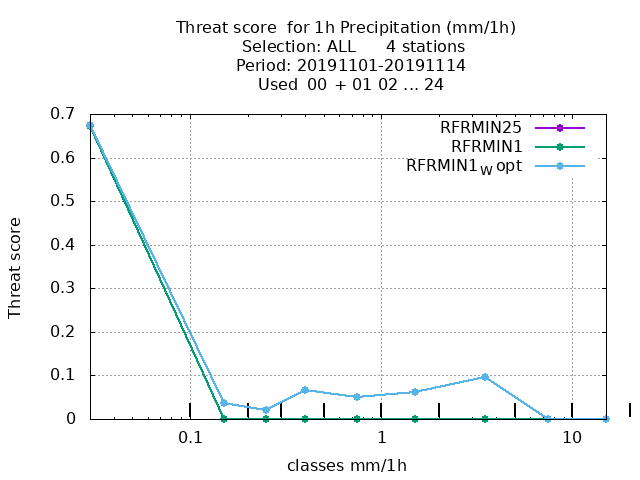 Threat score  for 1h Precipitation (mm/1h)
Selection: ALL      4 stations
Period: 20191101-20191114
Used  00  + 01 02 ... 24
RFRMIN25
RFRMIN1
RFRMIN1W opt
0.7
0.6
0.5
0.4
0.3
0.2
0.1
0
Threat score
0.1
1
10
classes mm/1h